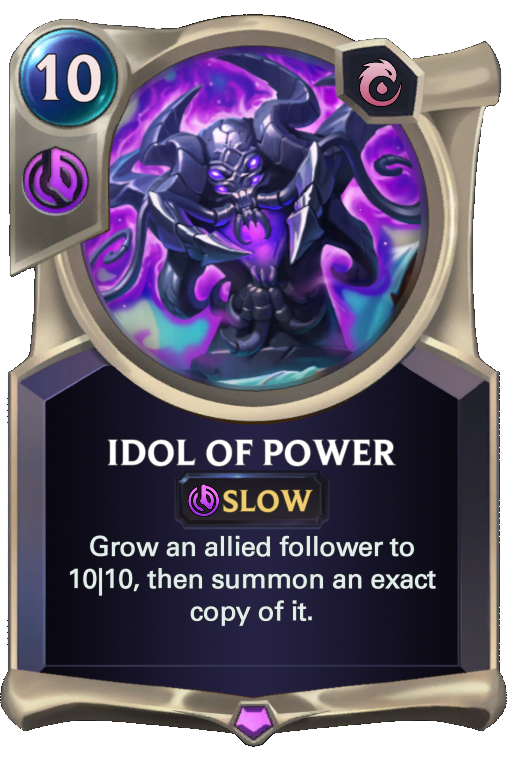 10
IDOL OF POWER
SLOW
Grow an allied follower to
10|10, then summon an exact
copy of it.